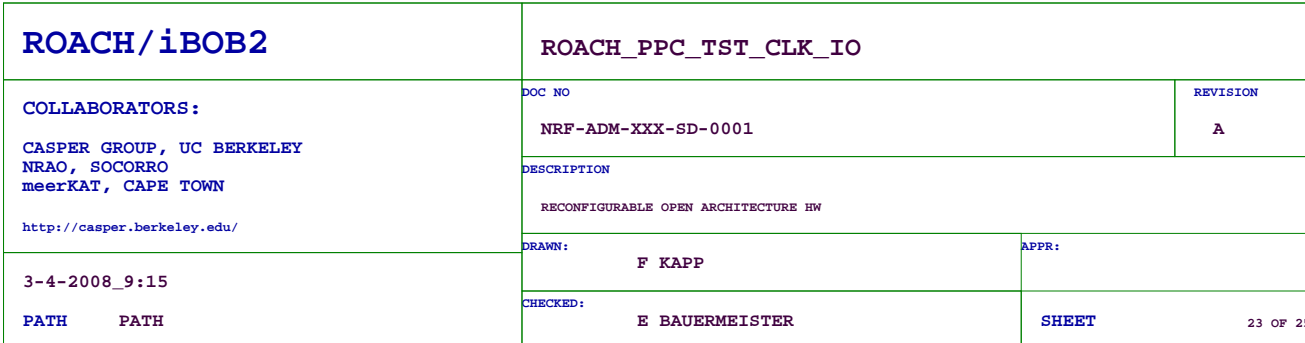 ROACH/iBOB2
ROACH_PPC_TST_CLK_IO
COLLABORATORS:
CASPER GROUP, UC BERKELEY
NRAO, SOCORRO
meerKAT, CAPE TOWN
http://casper.berkeley.edu/
3-4-2008_9:15
PATH PATH
DOC NO
NRF-ADM-XXX-SD-0001
REVISION
A
DESCRIPTION
RECONFIGURABLE OPEN ARCHITECTURE HW
DRAWN:
F KAPP
APPR:
CHECKED:
E BAUERMEISTER
SHEET 23 OF 25